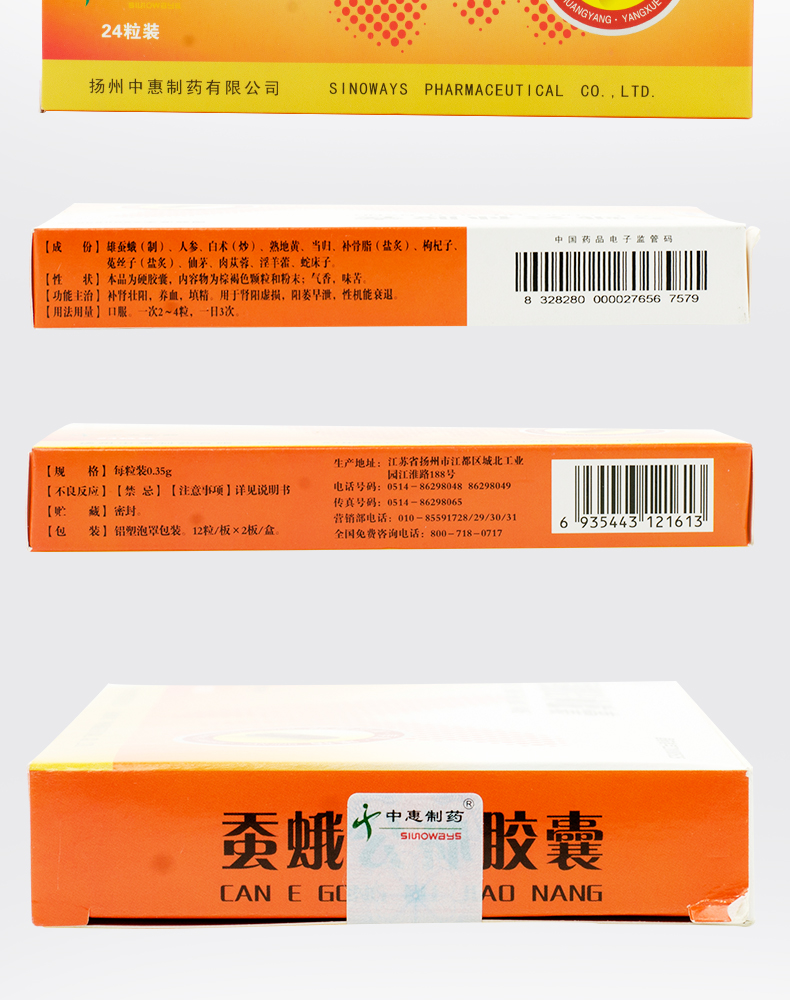 SINOWAYS
24粒装
GUANGYANG · YANGXUE
扬州中惠制药有限公司 SINOWAYS PHARMACEUTICAL CO.,LTD.
【成 份】雄蚕蛾（制）、人参、白术（炒）、熟地黄、当归、补骨脂（盐炙）、枸杞子、
菟丝子（盐炙）、仙茅、肉苁蓉、淫羊藿、蛇床子。
【性 状】本品为硬胶囊，内容物为棕褐色颗粒和粉末；气香，味苦。
【功能主治】补肾壮阳，养血，填精。用于肾阳虚损，阳萎早泄，性机能衰退。
【用法用量】口服。一次2～4粒，一日3次。
中国药品电子监管码
8 328280 000027656 7579
【规 格】每粒装0.35g
【不良反应】【禁 忌】【注意事项】详见说明书
【贮 藏】密封。
【包 装】铝塑泡罩包装。12粒/板×2板/盒。
生产地址：江苏省扬州市江都区城北工业
园江淮路188号
电话号码：0514-86298048 86298049
传真号码：0514-86298065
营销部电话：010-85591728/29/30/31
全国免费咨询电话：800-718-0717
6 935443 121613
中惠制药®
SINOWAYS
蚕蛾 胶囊
CAN E GO AO NANG